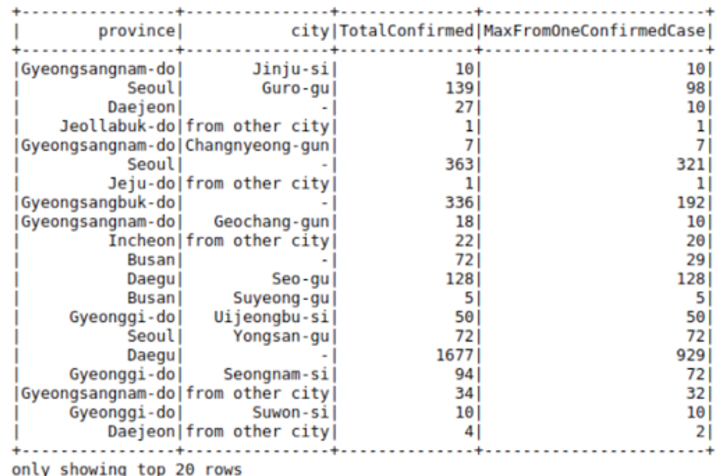 +----------------+---------------+--------------+-----------------------+
|        province|           city|TotalConfirmed|MaxFromOneConfirmedCase|
+----------------+---------------+--------------+-----------------------+
|Gyeongsangnam-do|       Jinju-si|            10|                     10|
|           Seoul|        Guro-gu|           139|                     98|
|         Daejeon|              -|            27|                     10|
|    Jeollabuk-do|from other city|             1|                      1|
|Gyeongsangnam-do|Changnyeong-gun|             7|                      7|
|           Seoul|              -|           363|                    321|
|         Jeju-do|from other city|             1|                      1|
|Gyeongsangbuk-do|              -|           336|                    192|
|Gyeongsangnam-do|   Geochang-gun|            18|                     10|
|         Incheon|from other city|            22|                     20|
|           Busan|              -|            72|                     29|
|           Daegu|         Seo-gu|           128|                    128|
|           Busan|     Suyeong-gu|             5|                      5|
|     Gyeonggi-do|   Uijeongbu-si|            50|                     50|
|           Seoul|     Yongsan-gu|            72|                     72|
|           Daegu|              -|          1677|                    929|
|     Gyeonggi-do|    Seongnam-si|            94|                     72|
|Gyeongsangnam-do|from other city|            34|                     32|
|     Gyeonggi-do|       Suwon-si|            10|                     10|
|         Daejeon|from other city|             4|                      2|
+----------------+---------------+--------------+-----------------------+
only showing top 20 rows